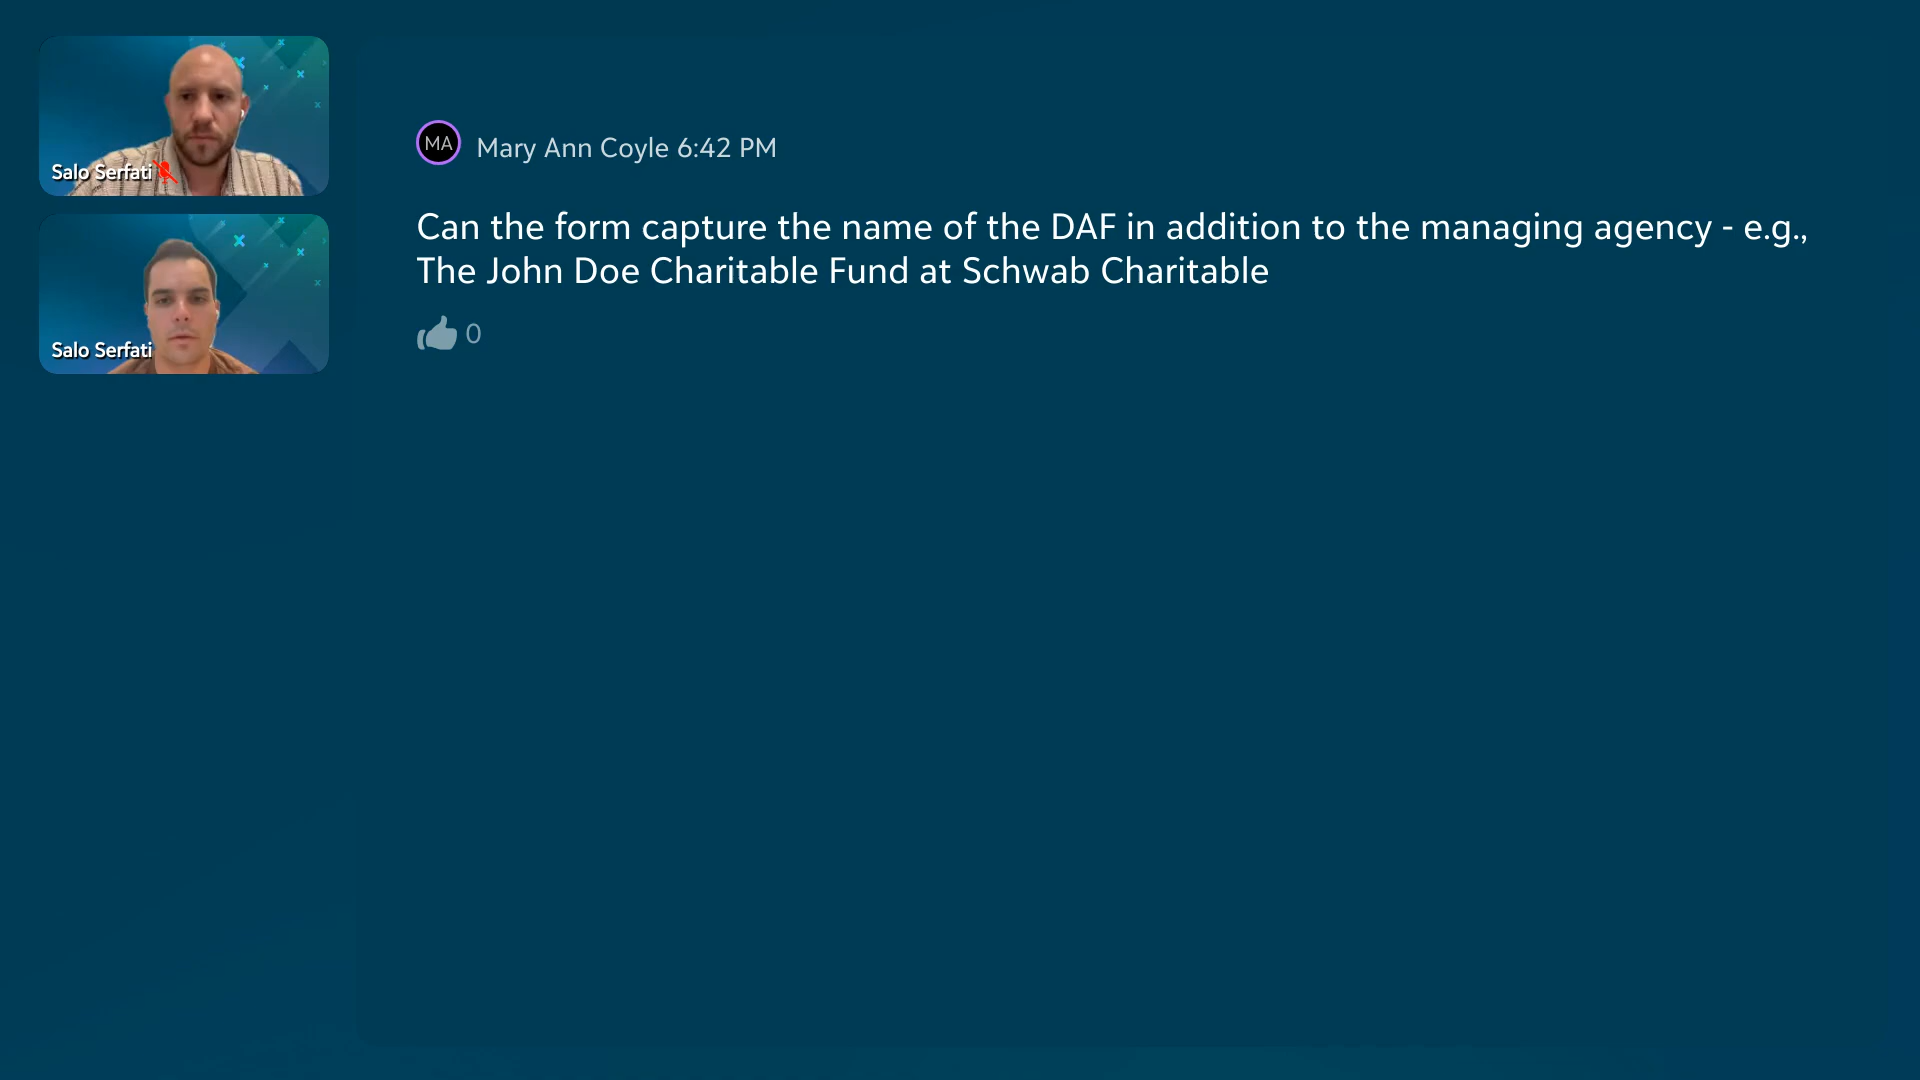 Salo Serfati
Salo Serfati
MA
Mary Ann Coyle 6:42 PM
Can the form capture the name of the DAF in addition to the managing agency - e.g.,
The John Doe Charitable Fund at Schwab Charitable
0